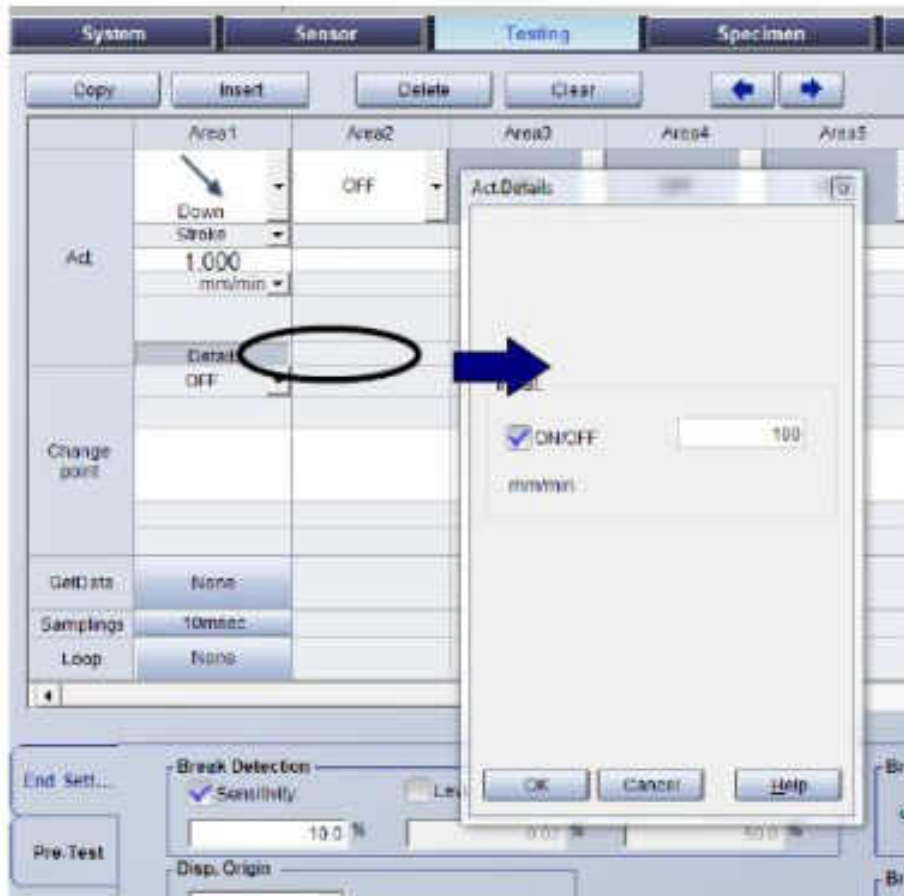 System Sensor Testing Specimen
Copy Insert Delete Clear
Area1 Area2 Area3 Area4 Area5
Act
Down
OFF
Stroke
1.000
mm/min
Details
Change point
OFF
GetData None
Samplings 10msec
Loop None
Act.Details
ON/OFF 100
mm/min
OK Cancel Help
End. Sett...
Pre.Test
Break Detection
Sensitivity
10.0 %
Disp. Origin